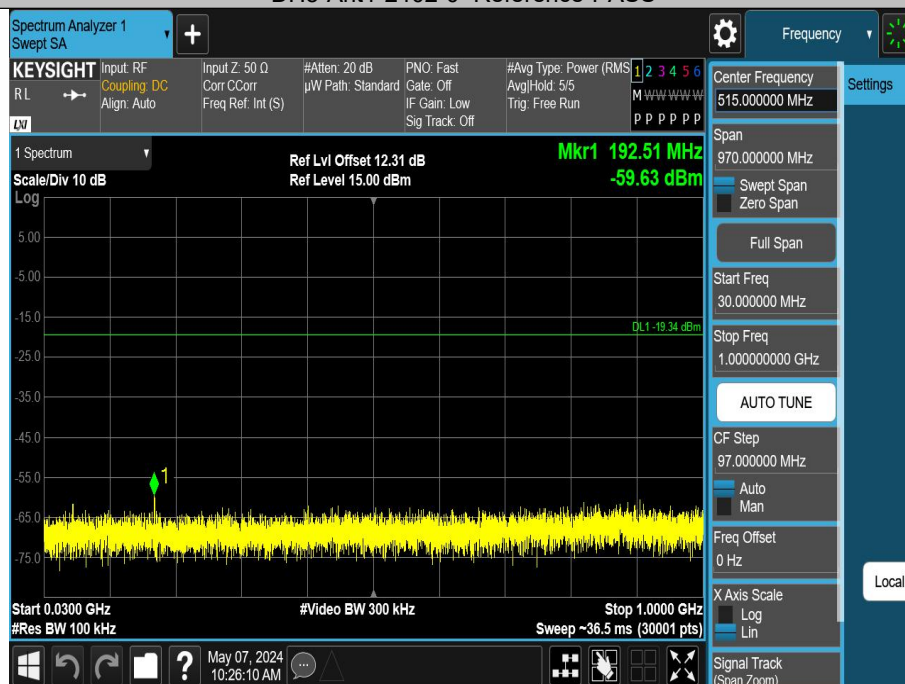 Spectrum Analyzer 1
Swept SA
+
Frequency
KEYSIGHT
RL
LXI
Input: RF
Coupling: DC
Align: Auto
Input Z: 50 Ω
Corr CCorr
Freq Ref: Int (S)
#Atten: 20 dB
µW Path: Standard
PNO: Fast
Gate: Off
IF Gain: Low
Sig Track: Off
#Avg Type: Power (RMS
Avg|Hold: 5/5
Trig: Free Run
1 2 3 4 5 6
M W W W W W
P P P P P P
Center Frequency
515.000000 MHz
Settings
1 Spectrum
Scale/Div 10 dB
Log
Ref Lvl Offset 12.31 dB
Ref Level 15.00 dBm
Mkr1 192.51 MHz
-59.63 dBm
Span
970.000000 MHz
Swept Span
Zero Span
Full Span
Start Freq
30.000000 MHz
Stop Freq
1.000000000 GHz
AUTO TUNE
CF Step
97.000000 MHz
Auto
Man
Freq Offset
0 Hz
X Axis Scale
Log
Lin
Signal Track
(Span Zoom)
Local
5.00
-5.00
-15.0
DL1 -19.34 dBm
-25.0
-35.0
-45.0
-55.0
1
-65.0
-75.0
Start 0.0300 GHz
#Res BW 100 kHz
#Video BW 300 kHz
Stop 1.0000 GHz
Sweep ~36.5 ms (30001 pts)
?
May 07, 2024
10:26:10 AM